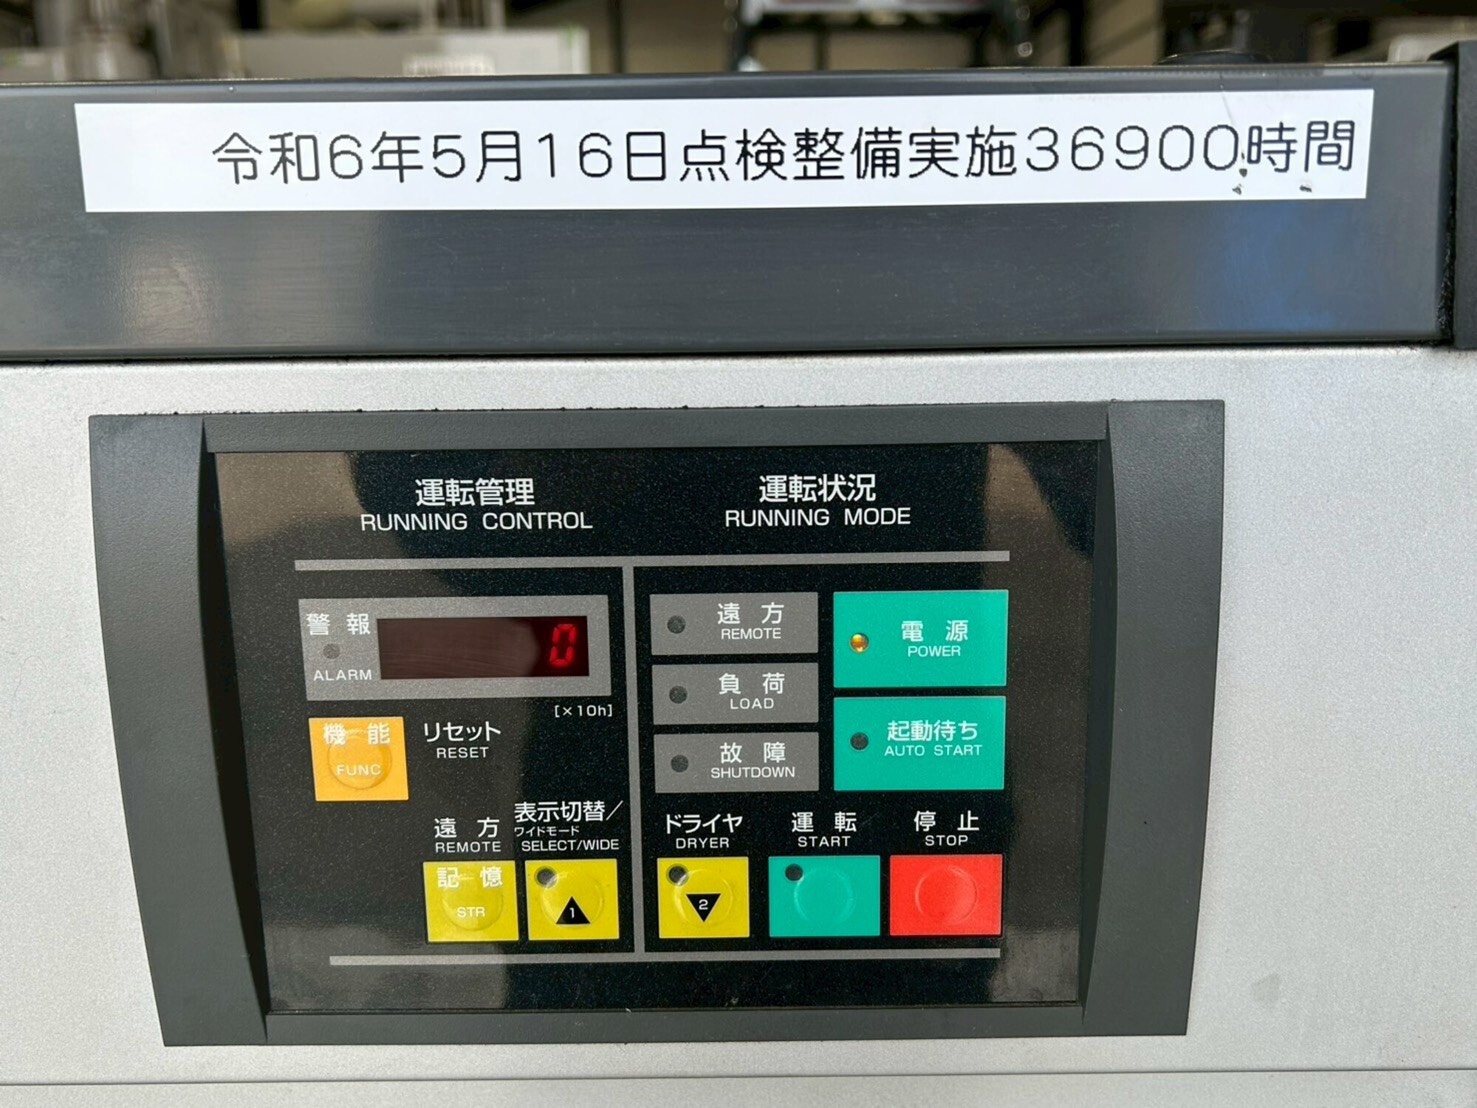 令和6年5月16日点検整備実施36900時間
運転管理
RUNNING CONTROL
運転状況
RUNNING MODE
警報
ALARM
0
[×10h]
機能
FUNC
リセット
RESET
遠方
REMOTE
記憶
STR
表示切替/
ワイドモード
SELECT/WIDE
1
遠方
REMOTE
負荷
LOAD
故障
SHUTDOWN
電源
POWER
起動待ち
AUTO START
ドライヤ
DRYER
2
運転
START
停止
STOP